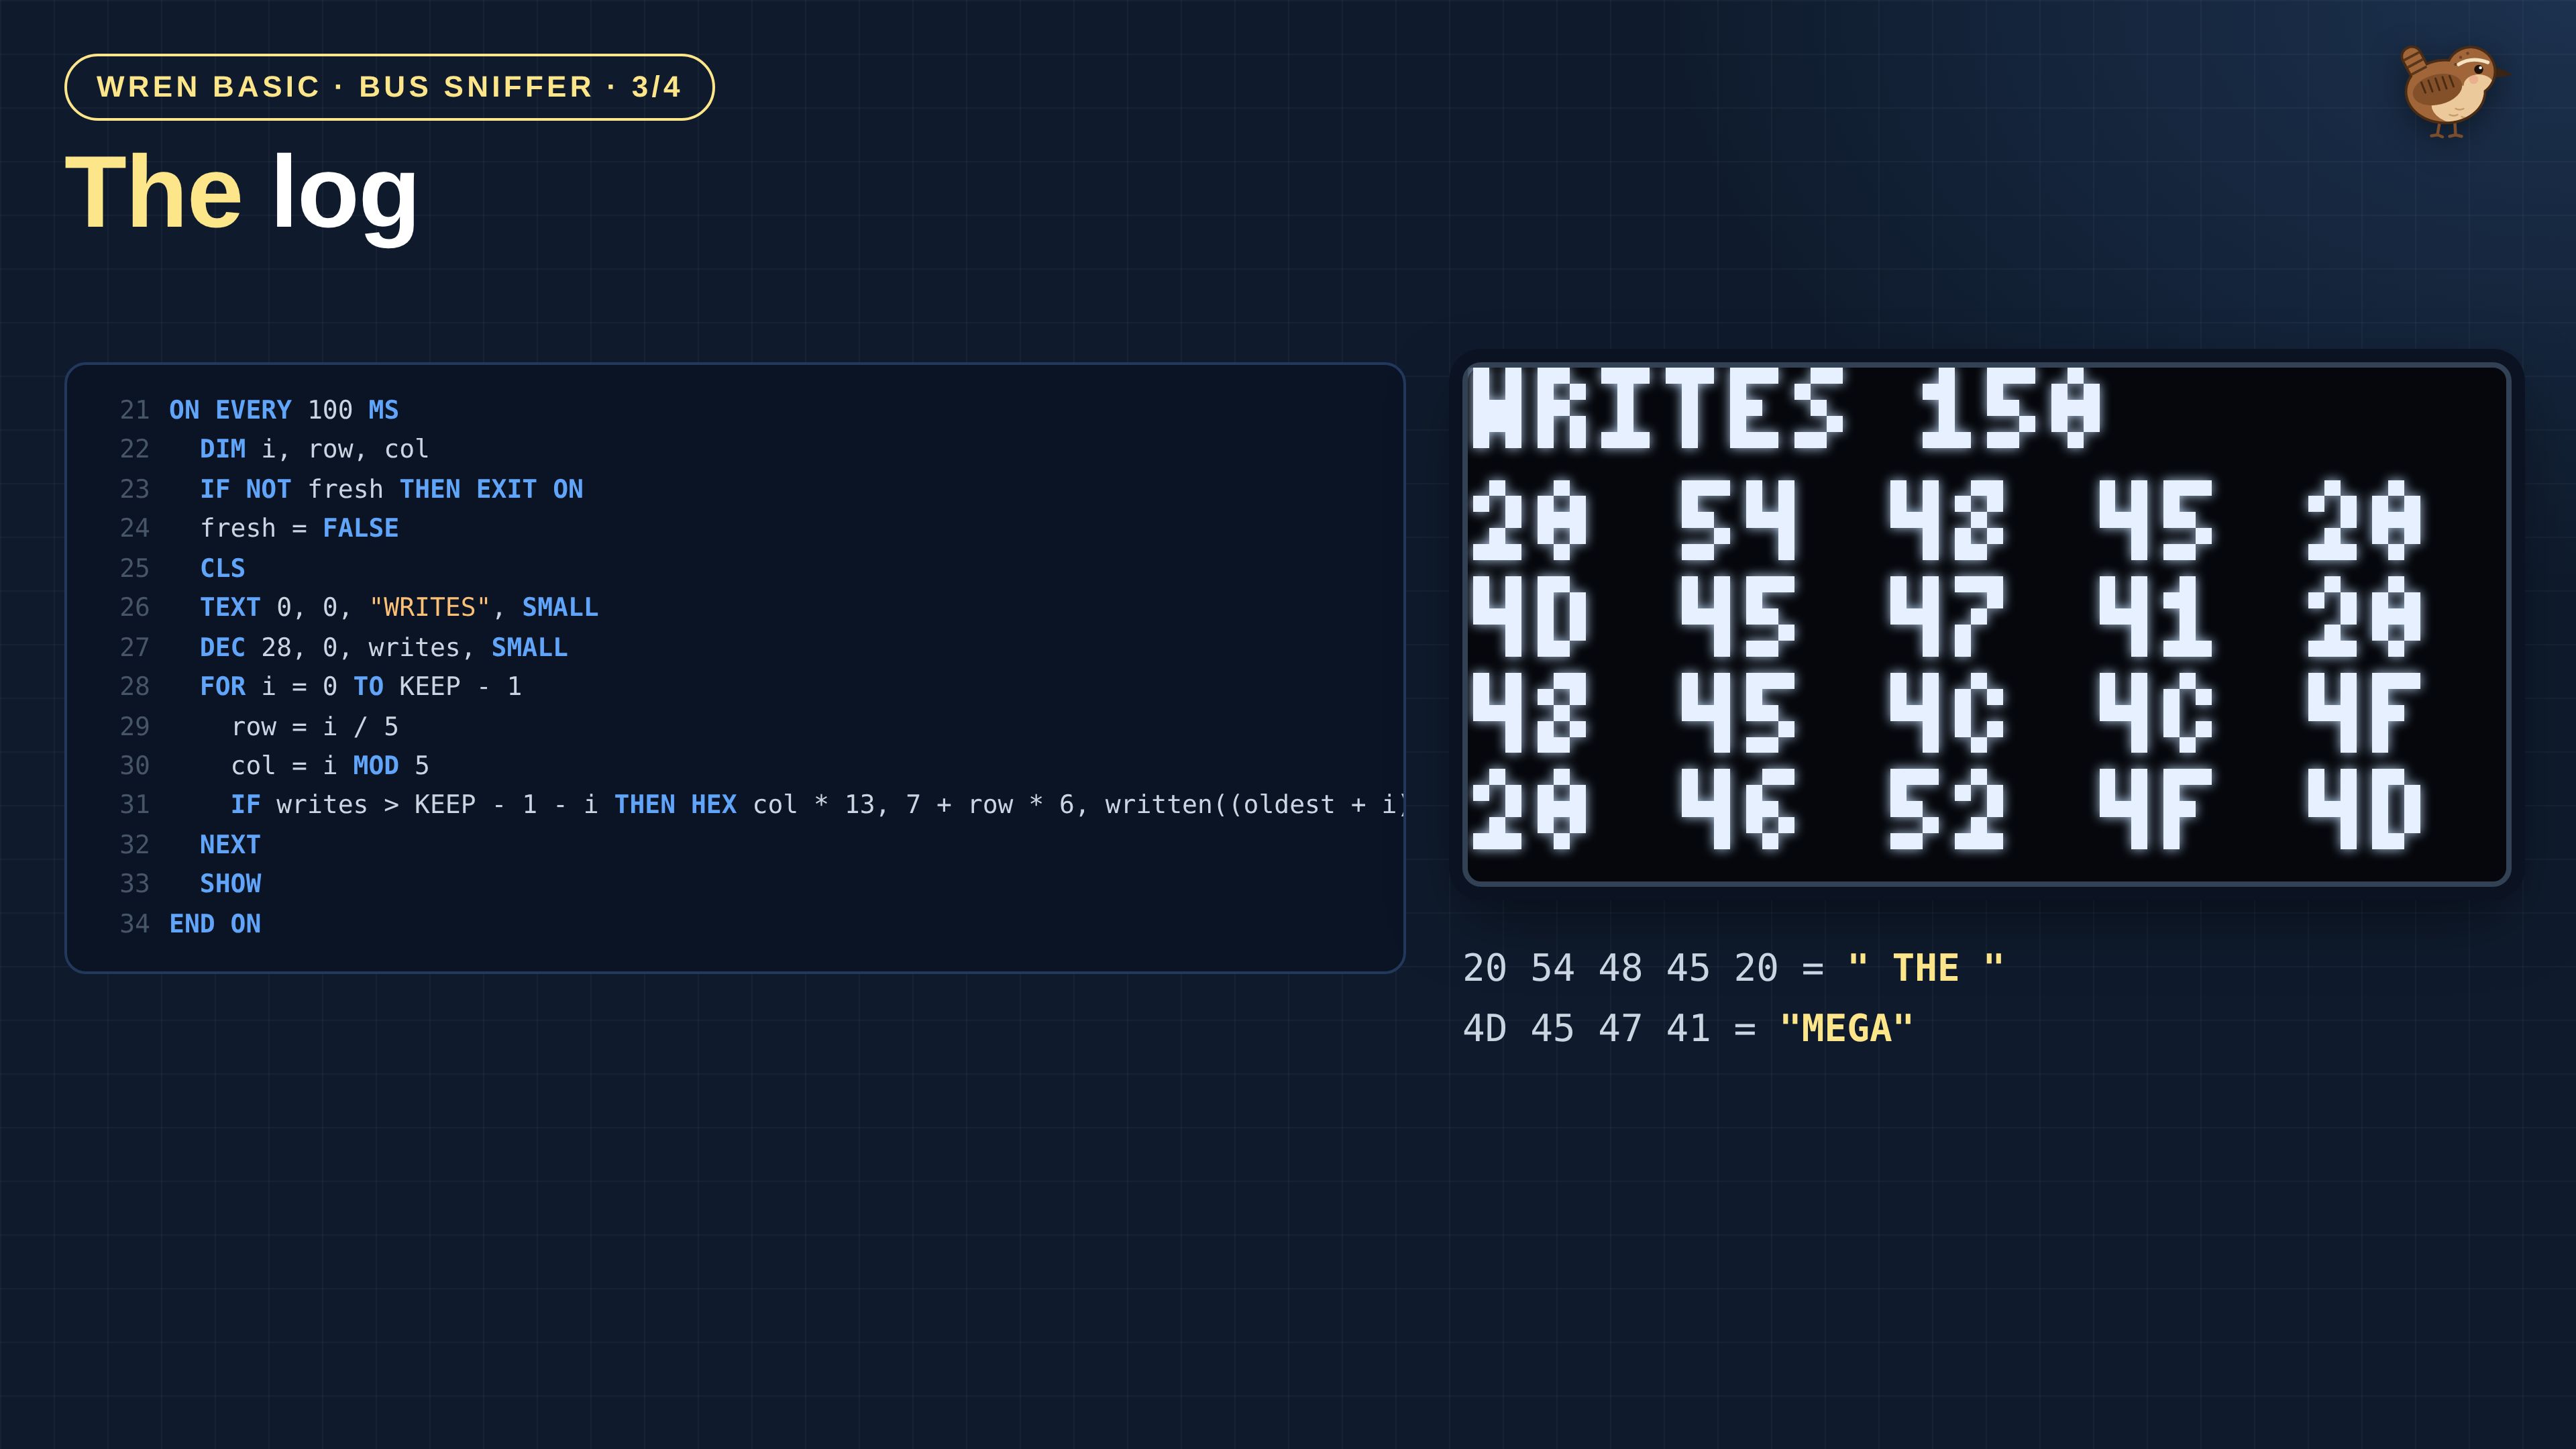 WREN BASIC · BUS SNIFFER · 3/4
The log
21 ON EVERY 100 MS
22 DIM i, row, col
23 IF NOT fresh THEN EXIT ON
24 fresh = FALSE
25 CLS
26 TEXT 0, 0, "WRITES", SMALL
27 DEC 28, 0, writes, SMALL
28 FOR i = 0 TO KEEP - 1
29 row = i / 5
30 col = i MOD 5
31 IF writes > KEEP - 1 - i THEN HEX col * 13, 7 + row * 6, written((oldest + i)
32 NEXT
33 SHOW
34 END ON
WRITES 150
20 54 48 45 20
4D 45 47 41 20
48 45 4C 4C 4F
20 46 52 4F 4D
20 54 48 45 20 = " THE "
4D 45 47 41 = "MEGA"